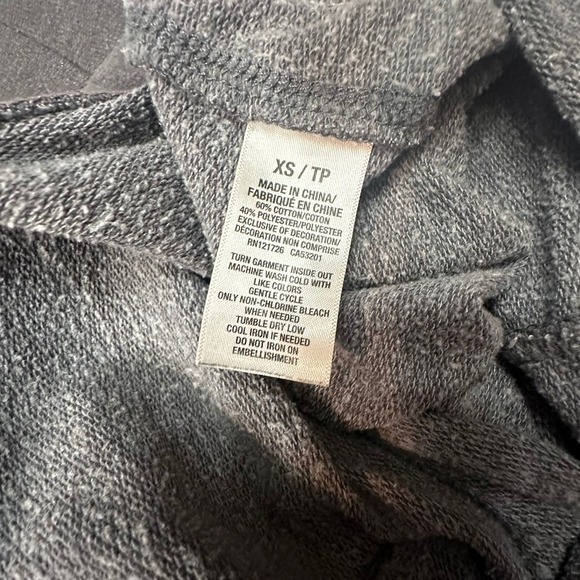 XS / TP
MADE IN CHINA/
FABRIQUÉ EN CHINE
60% COTTON/COTON
40% POLYESTER/POLYESTER
EXCLUSIVE OF DECORATION/
DÉCORATION NON COMPRISE
RN121726 CA53201
TURN GARMENT INSIDE OUT
MACHINE WASH COLD WITH
LIKE COLORS
GENTLE CYCLE
ONLY NON-CHLORINE BLEACH
WHEN NEEDED
TUMBLE DRY LOW
COOL IRON IF NEEDED
DO NOT IRON ON
EMBELLISHMENT